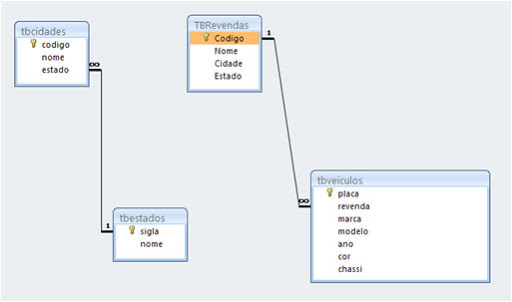 tbcidades
codigo
nome
estado
∞
TBRevendas
Codigo
Nome
Cidade
Estado
1
tbestados
sigla
nome
1
tbveiculos
placa
revenda
marca
modelo
ano
cor
chassi
∞